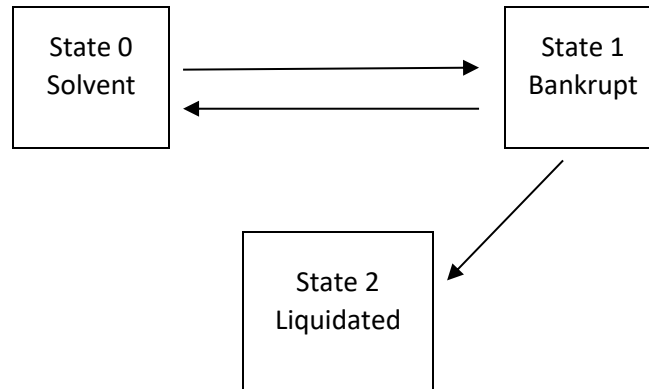 State 0
Solvent
State 1
Bankrupt
State 2
Liquidated